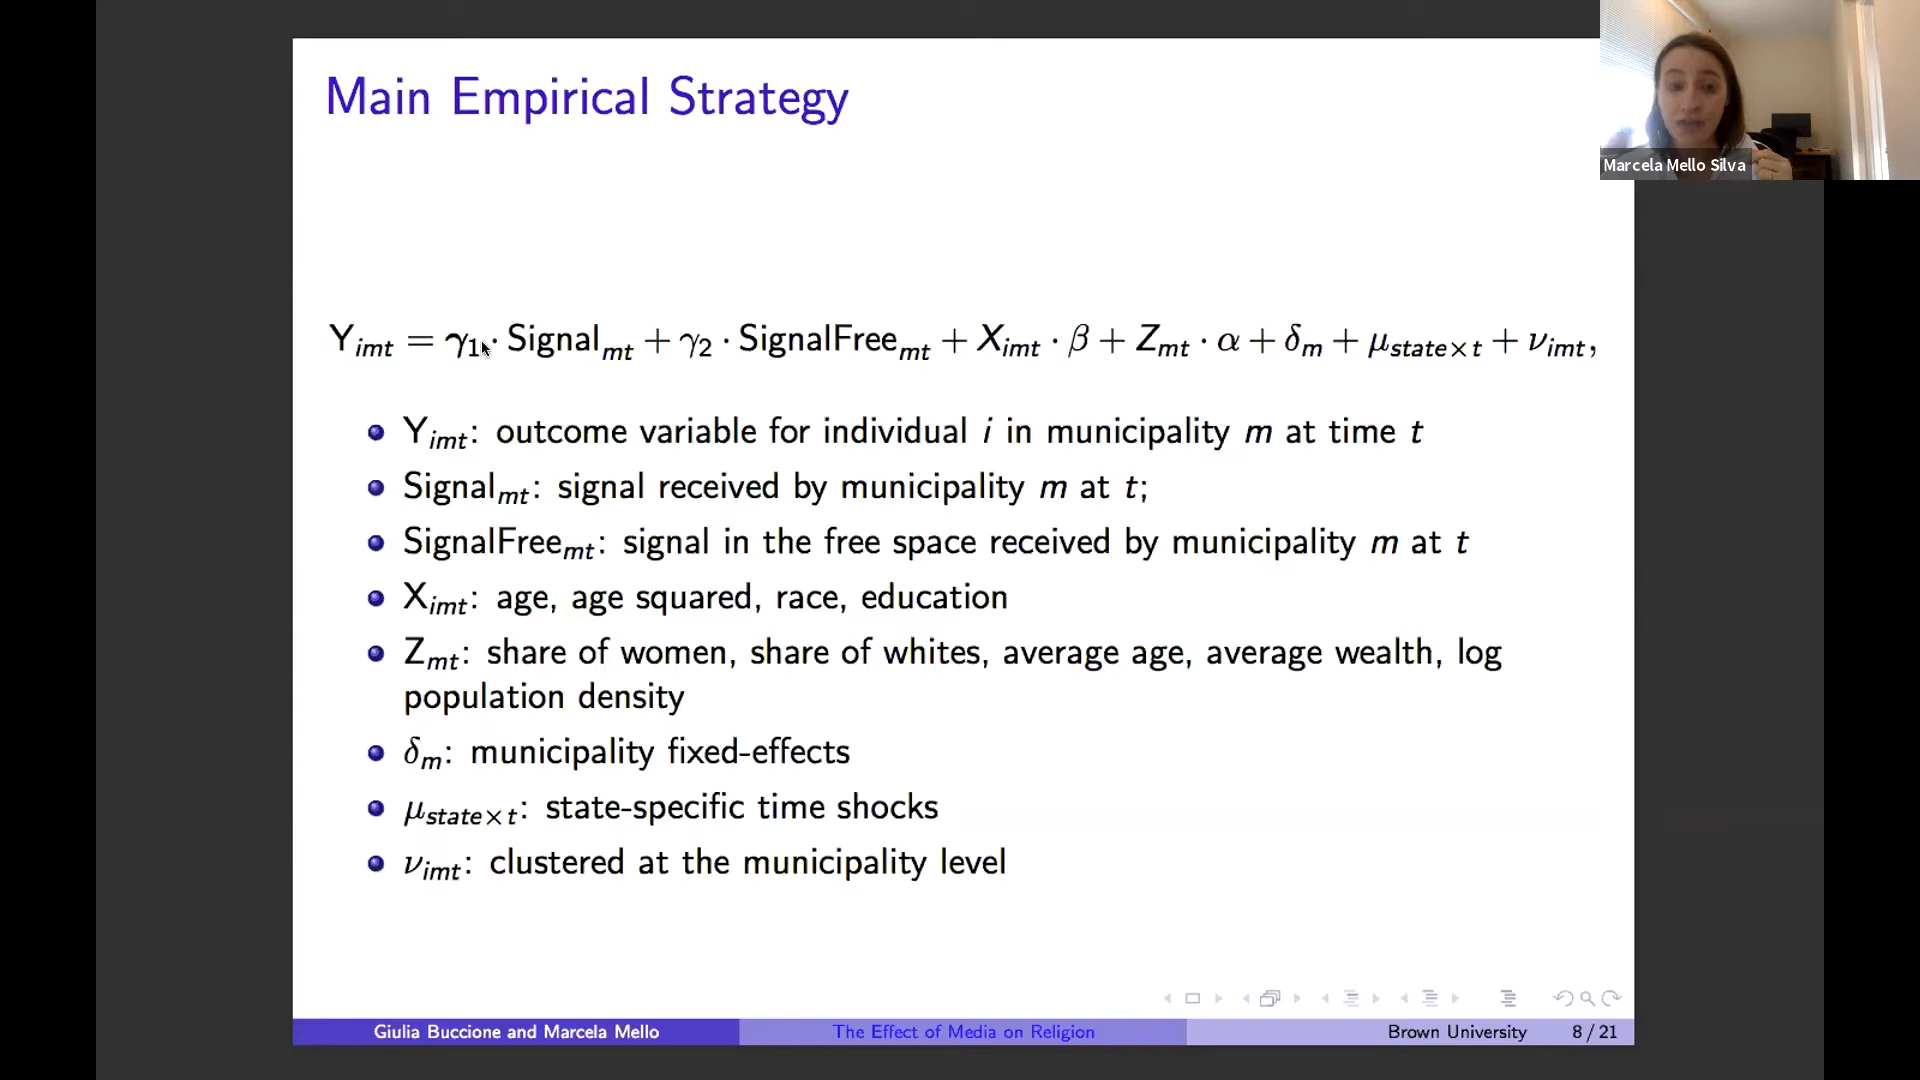 Main Empirical Strategy
Marcela Mello Silva
Y_imt = γ_1 · Signal_mt + γ_2 · SignalFree_mt + X_imt · β + Z_mt · α + δ_m + μ_state×t + ν_imt,
Y_imt: outcome variable for individual i in municipality m at time t
Signal_mt: signal received by municipality m at t;
SignalFree_mt: signal in the free space received by municipality m at t
X_imt: age, age squared, race, education
Z_mt: share of women, share of whites, average age, average wealth, log
population density
δ_m: municipality fixed-effects
μ_state×t: state-specific time shocks
ν_imt: clustered at the municipality level
Giulia Buccione and Marcela Mello
The Effect of Media on Religion
Brown University
8 / 21